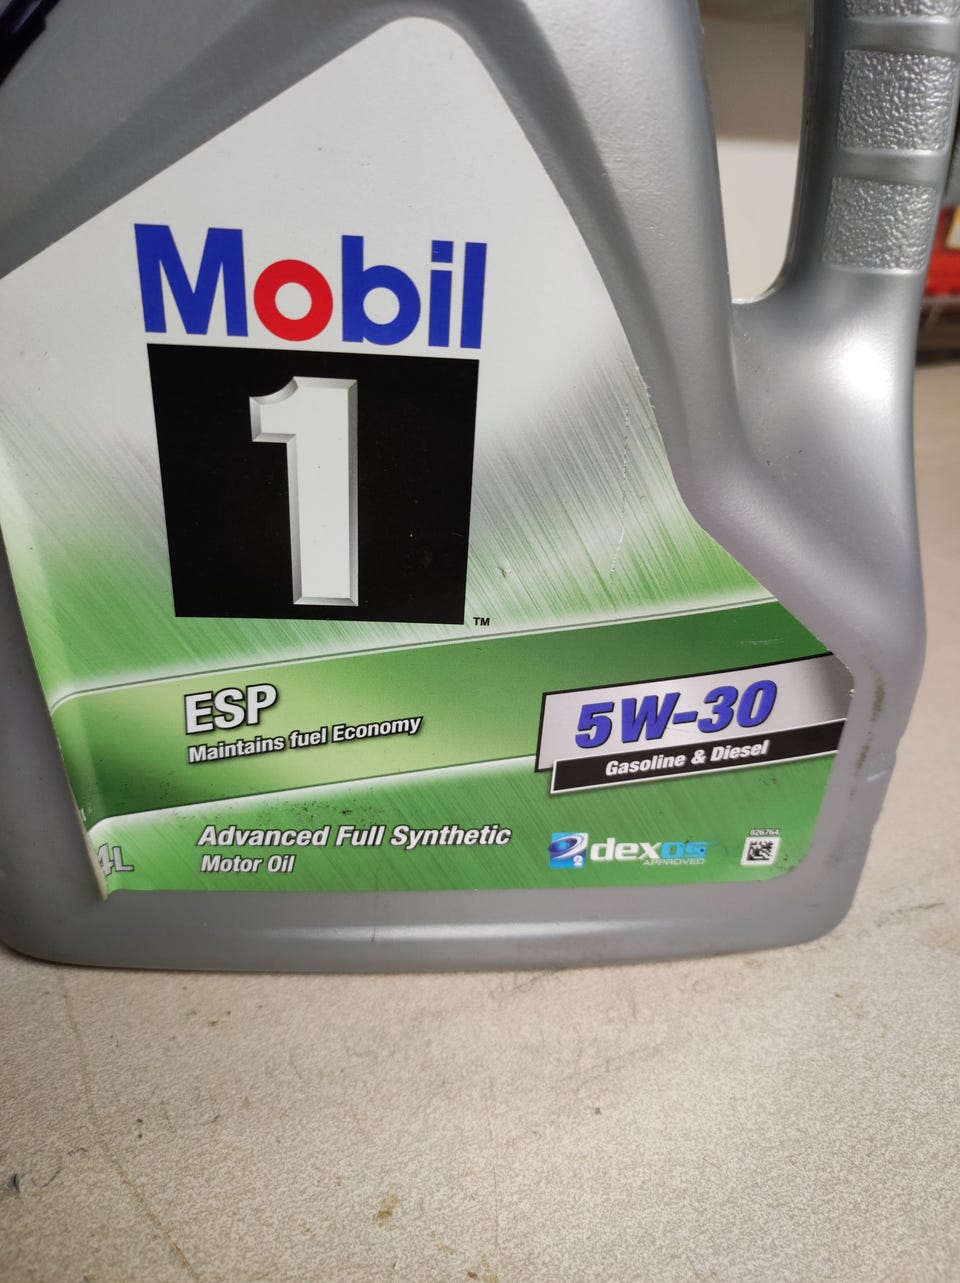 Mobil
1
™
ESP
Maintains fuel Economy
5W-30
Gasoline & Diesel
4L
Advanced Full Synthetic
Motor Oil
2
dexos
APPROVED
826764